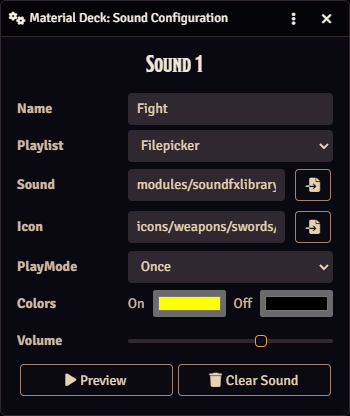 Material Deck: Sound Configuration
Sound 1
Name Fight
Playlist Filepicker
Sound modules/soundfxlibrary
Icon icons/weapons/swords/
PlayMode Once
Colors On Off
Volume
Preview Clear Sound